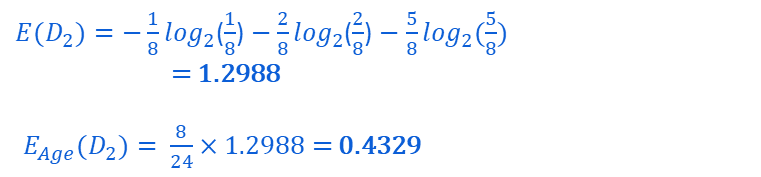 E(D₂) = −1/8 log₂(1/8) − 2/8 log₂(2/8) − 5/8 log₂(5/8)
= 1.2988
E_Age(D₂) = 8/24 × 1.2988 = 0.4329